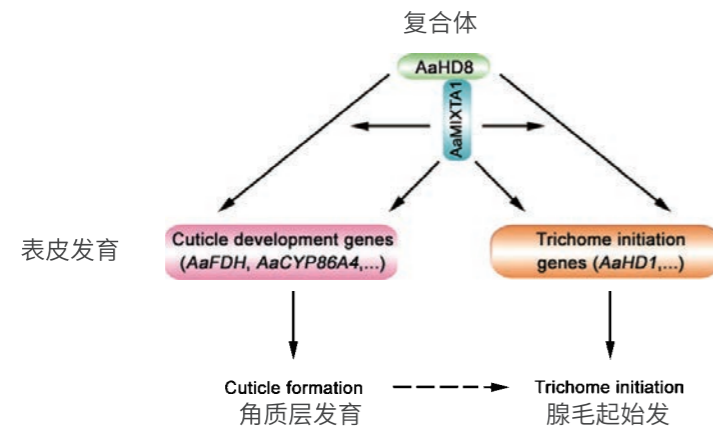 复合体
AaHD8
AaMIXTA1
表皮发育
Cuticle development genes
(AaFDH, AaCYP86A4,...)
Trichome initiation
genes (AaHD1,...)
Cuticle formation
Trichome initiation
角质层发育
腺毛起始发